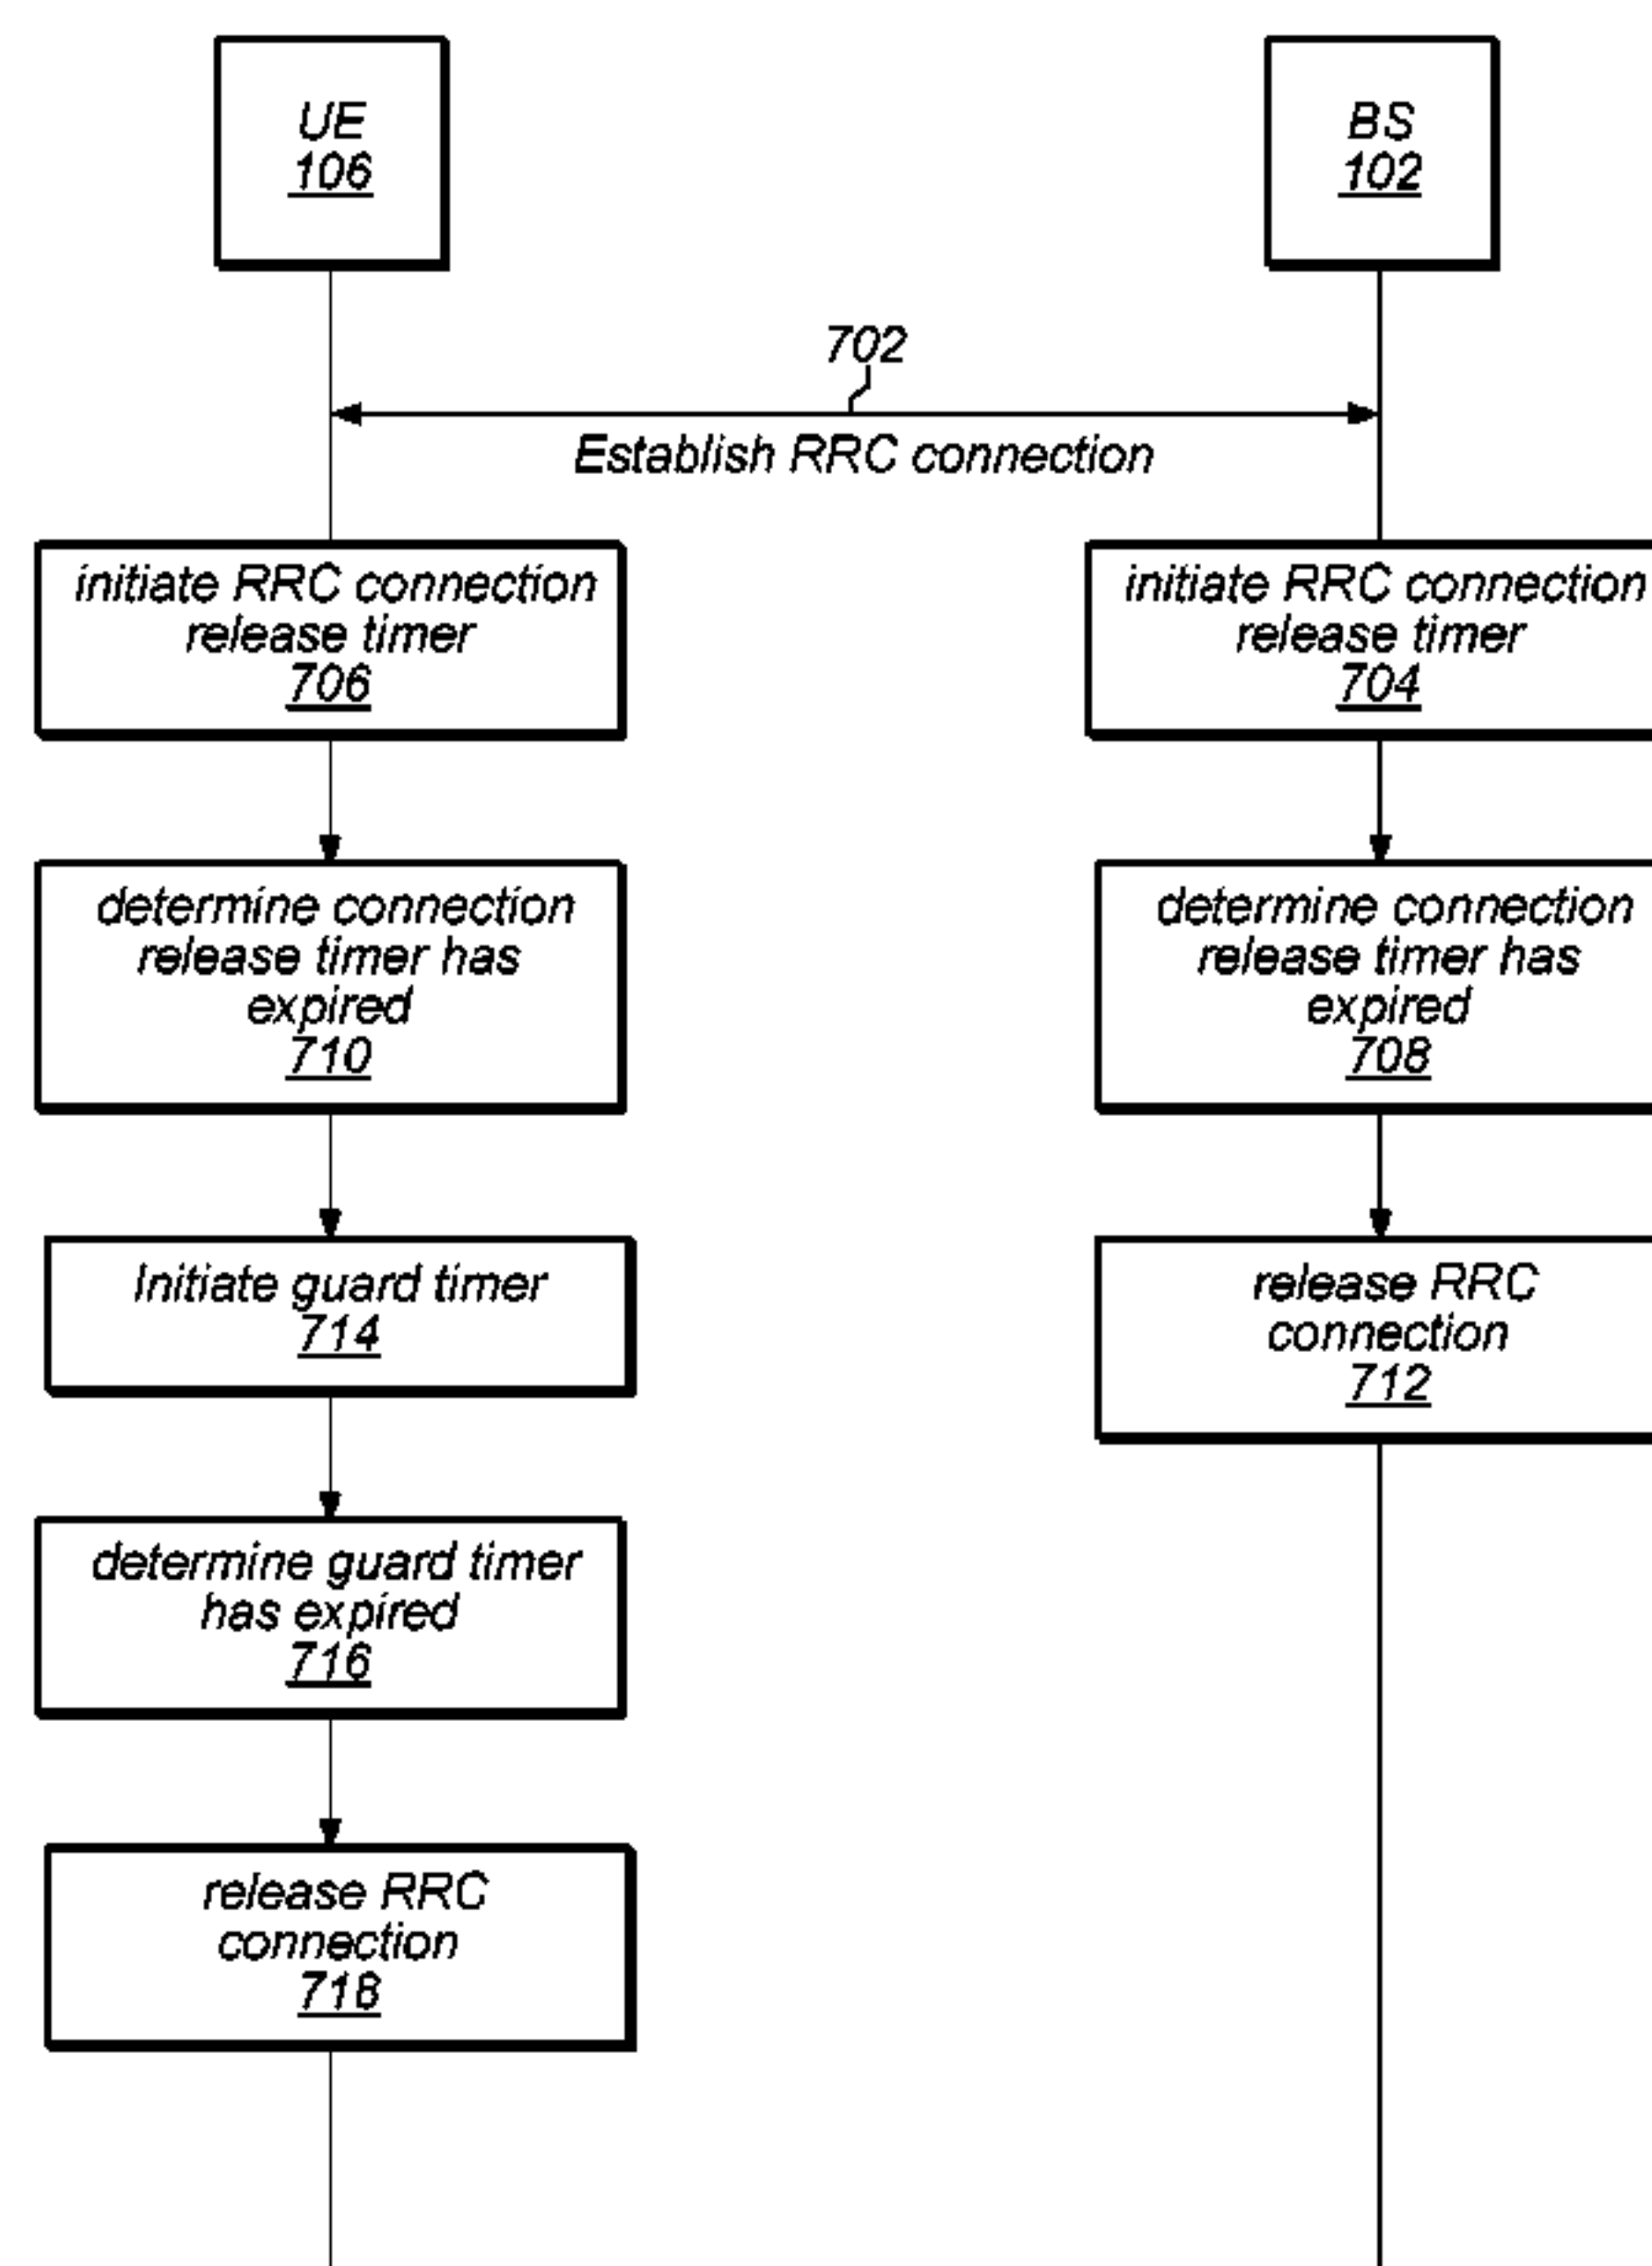 UE
106
BS
102
702
Establish RRC connection
initiate RRC connection
release timer
706
initiate RRC connection
release timer
704
determine connection
release timer has
expired
710
determine connection
release timer has
expired
708
Initiate guard timer
714
release RRC
connection
712
determine guard timer
has expired
716
release RRC
connection
718